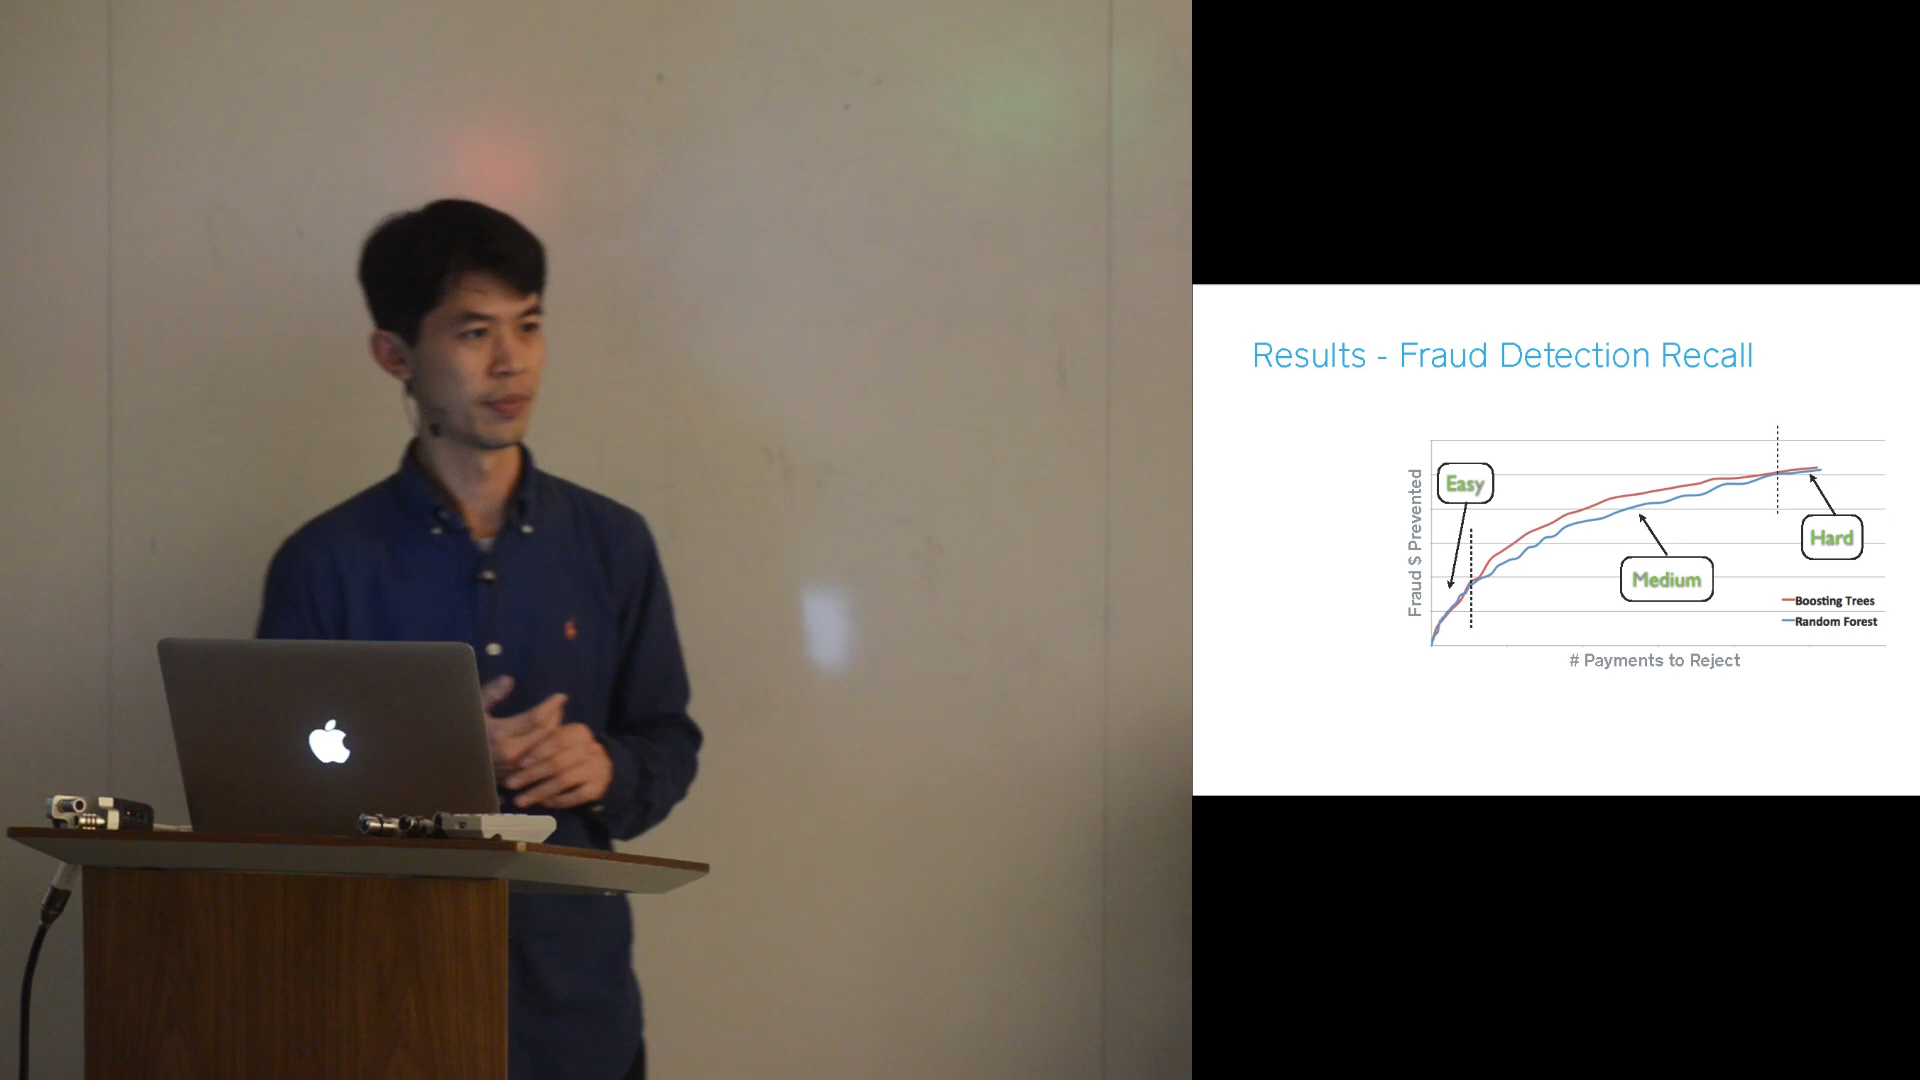 Results - Fraud Detection Recall
Easy
Fraud $ Prevented
Hard
Medium
Boosting Trees
Random Forest
# Payments to Reject